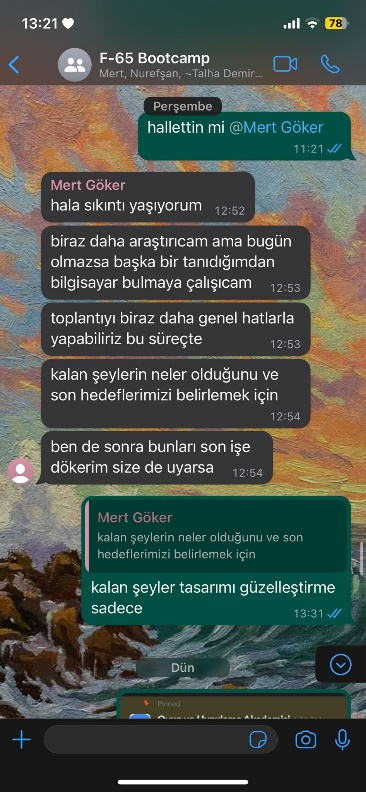 13:21
78
F-65 Bootcamp
Mert, Nurefşan, ~Talha Demir...
Perşembe
hallettin mi @Mert Göker
11:21
Mert Göker
hala sıkıntı yaşıyorum
12:52
biraz daha araştırıcam ama bugün
olmazsa başka bir tanıdığımdan
bilgisayar bulmaya çalışıcam
12:53
toplantıyı biraz daha genel hatlarla
yapabiliriz bu süreçte
12:53
kalan şeylerin neler olduğunu ve
son hedeflerimizi belirlemek için
12:54
ben de sonra bunları son işe
dökerim size de uyarsa
12:54
Mert Göker
kalan şeylerin neler olduğunu ve son
hedeflerimizi belirlemek için
kalan şeyler tasarımı güzelleştirme
sadece
13:31
Dün
Pinned